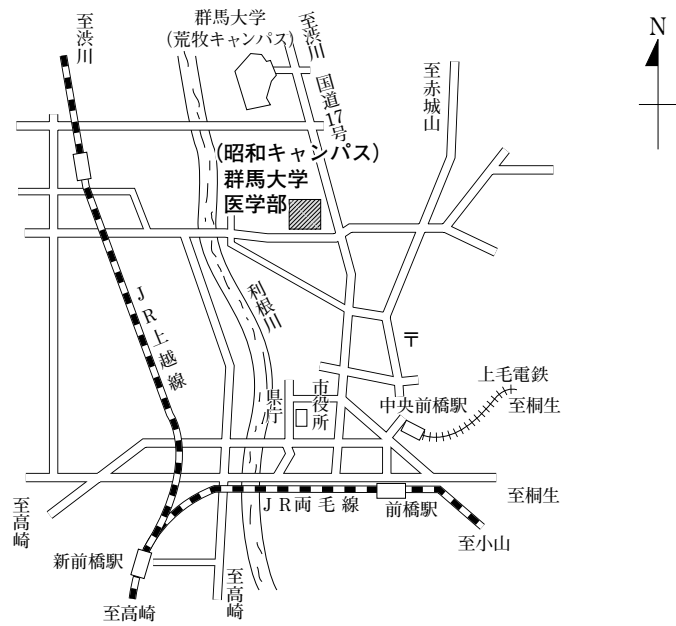 群馬大学
(荒牧キャンパス)
至渋川
至渋川
国道17号
至赤城山
N
(昭和キャンパス)
群馬大学
医学部
利根川
JR上越線
〒
上毛電鉄
市役所
県庁
中央前橋駅
至桐生
至桐生
JR両毛線
前橋駅
至高崎
至小山
新前橋駅
至高崎
至高崎